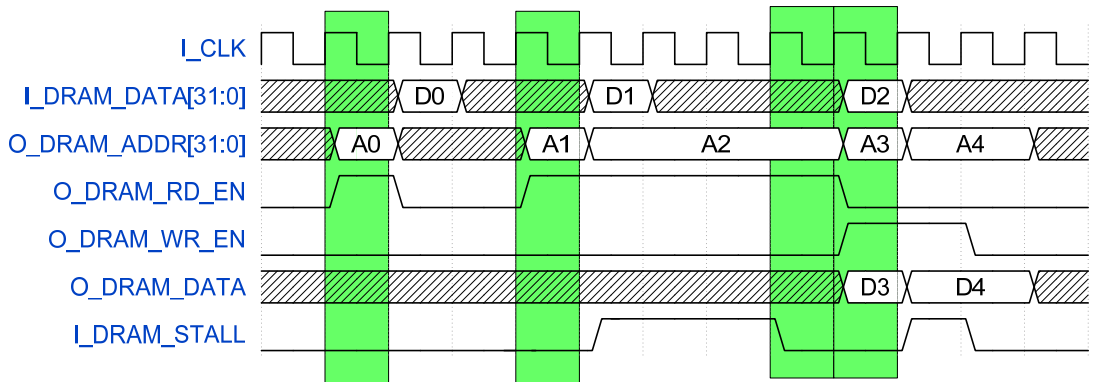 I_CLK
I_DRAM_DATA[31:0] D0 D1 D2
O_DRAM_ADDR[31:0] A0 A1 A2 A3 A4
O_DRAM_RD_EN
O_DRAM_WR_EN
O_DRAM_DATA D3 D4
I_DRAM_STALL